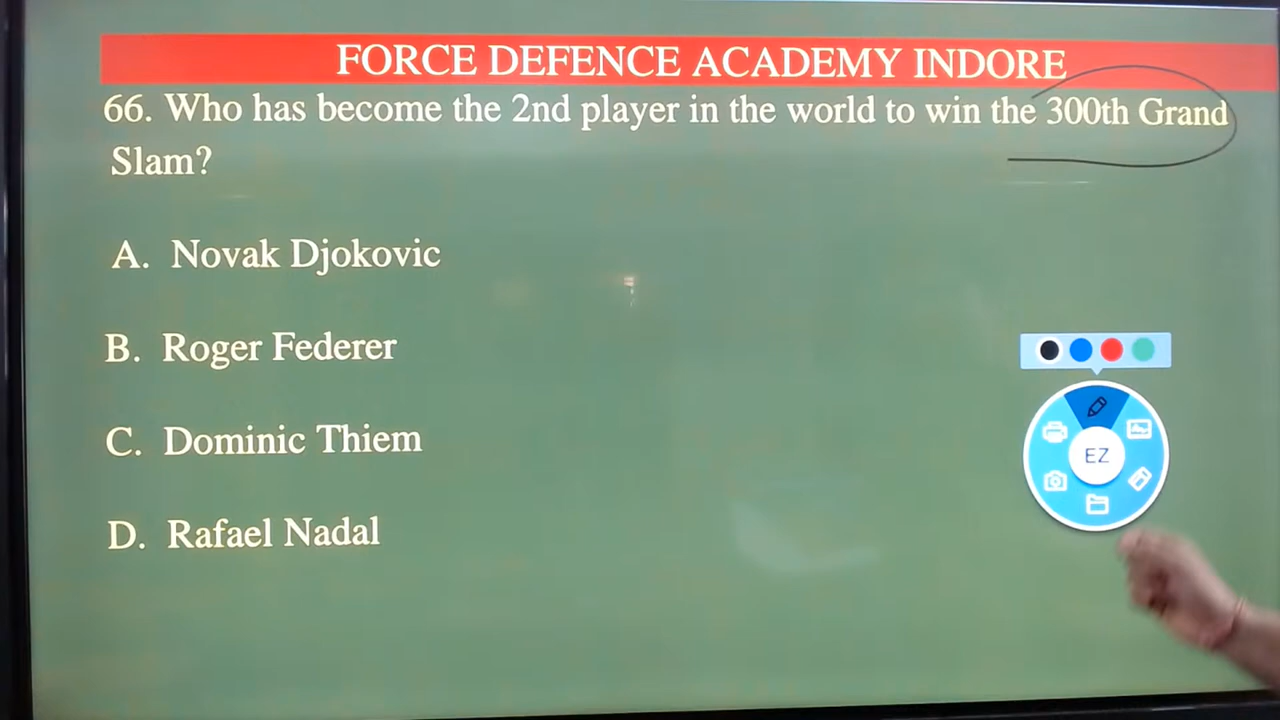 FORCE DEFENCE ACADEMY INDORE
66. Who has become the 2nd player in the world to win the 300th Grand
Slam?
A. Novak Djokovic
B. Roger Federer
C. Dominic Thiem
D. Rafael Nadal
EZ